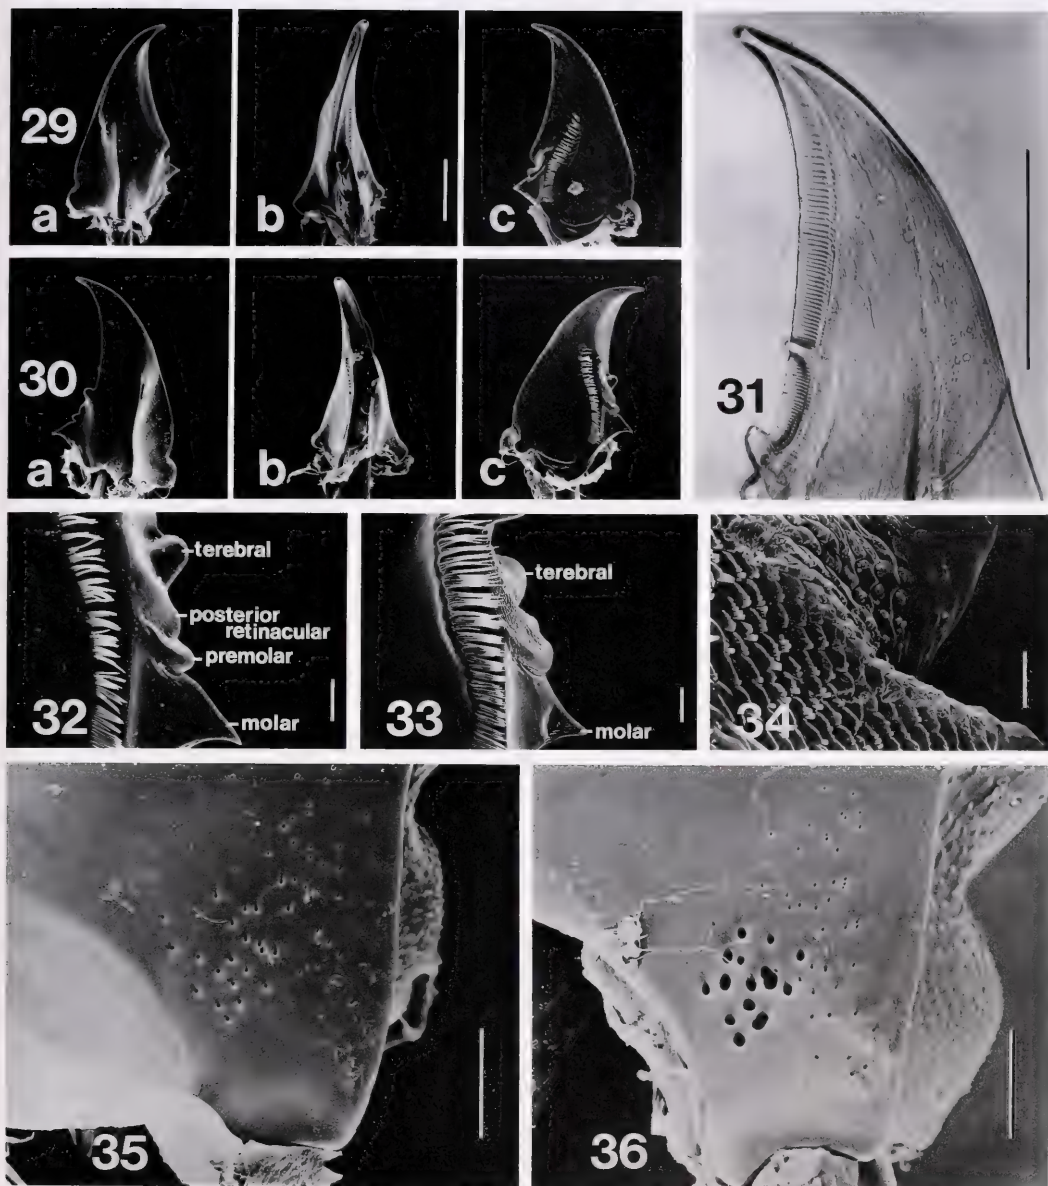 29
a
b
c
31
30
a
b
c
32
terebral
posterior
retinacular
premolar
molar
33
terebral
molar
34
35
36